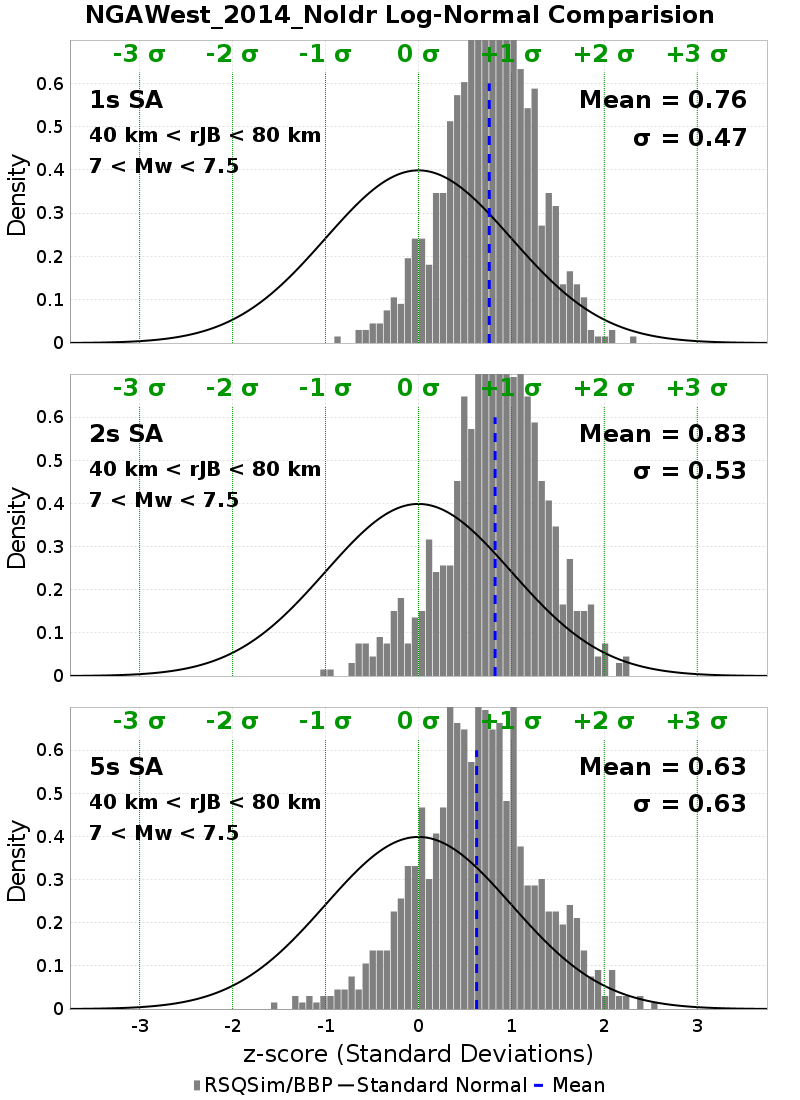 NGAWest_2014_NoIdr Log-Normal Comparision
-3 σ -2 σ -1 σ 0 σ +1 σ +2 σ +3 σ
1s SA Mean = 0.76
40 km < rJB < 80 km σ = 0.47
7 < Mw < 7.5
0.6
0.5
0.4
0.3
0.2
0.1
0
Density
-3 σ -2 σ -1 σ 0 σ +1 σ +2 σ +3 σ
2s SA Mean = 0.83
40 km < rJB < 80 km σ = 0.53
7 < Mw < 7.5
0.6
0.5
0.4
0.3
0.2
0.1
0
Density
-3 σ -2 σ -1 σ 0 σ +1 σ +2 σ +3 σ
5s SA Mean = 0.63
40 km < rJB < 80 km σ = 0.63
7 < Mw < 7.5
0.6
0.5
0.4
0.3
0.2
0.1
0
Density
-3 -2 -1 0 1 2 3
z-score (Standard Deviations)
RSQSim/BBP Standard Normal Mean